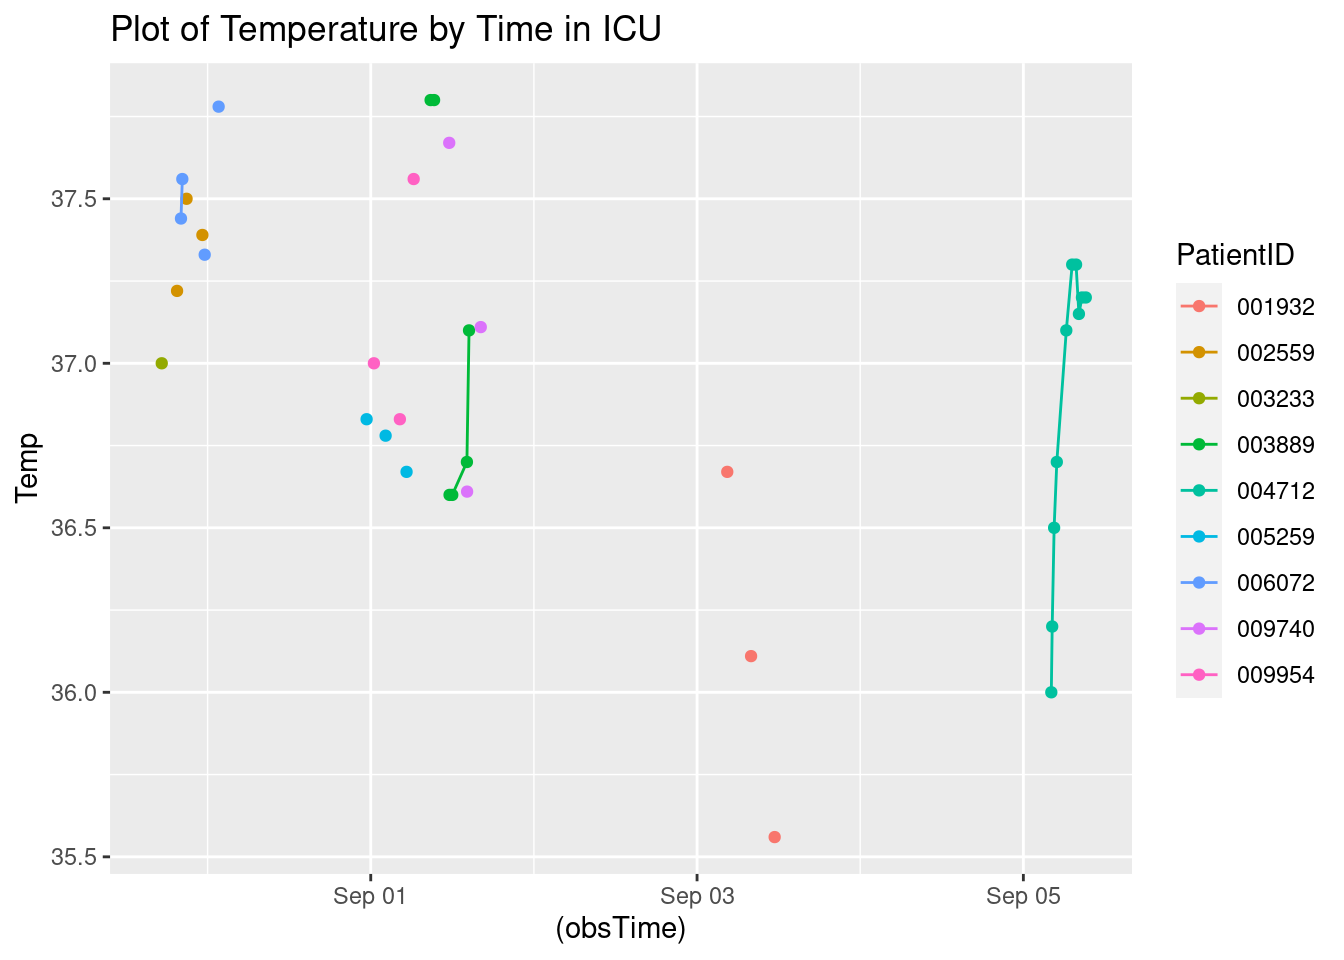 Plot of Temperature by Time in ICU
Temp
37.5
37.0
36.5
36.0
35.5
Sep 01
Sep 03
Sep 05
(obsTime)
PatientID
001932
002559
003233
003889
004712
005259
006072
009740
009954